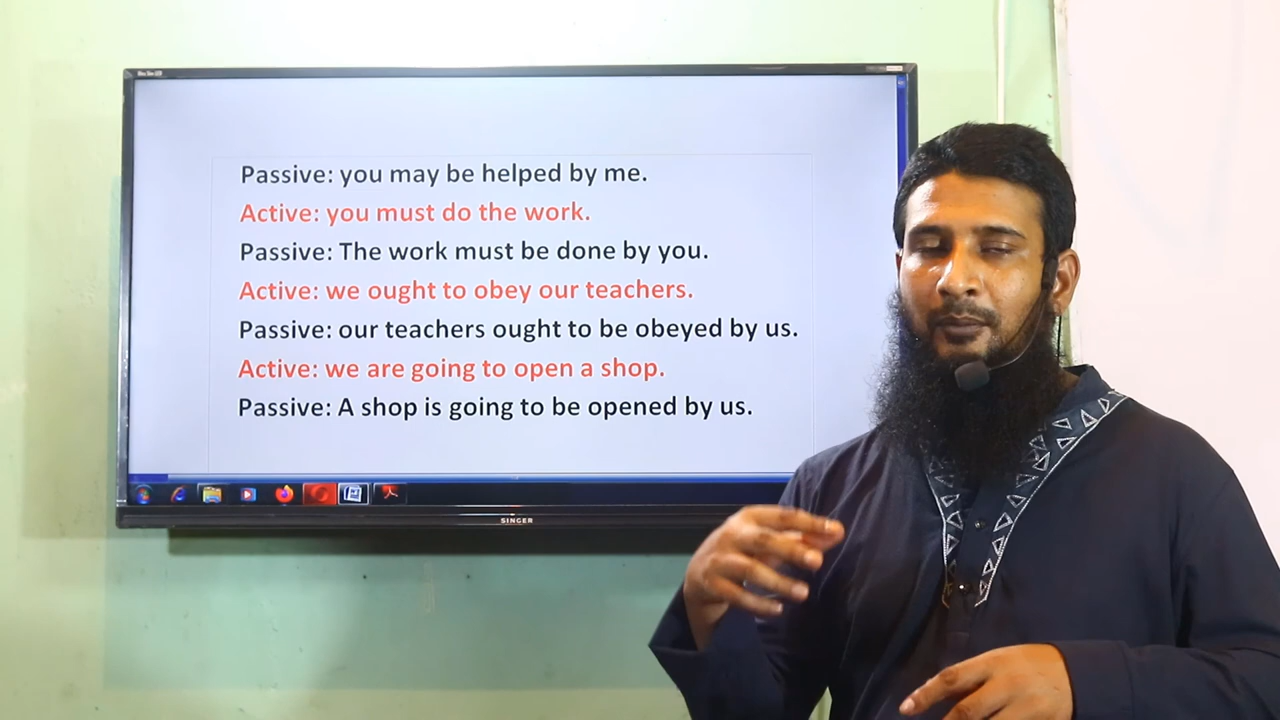 Passive: you may be helped by me.
Active: you must do the work.
Passive: The work must be done by you.
Active: we ought to obey our teachers.
Passive: our teachers ought to be obeyed by us.
Active: we are going to open a shop.
Passive: A shop is going to be opened by us.
SINGER